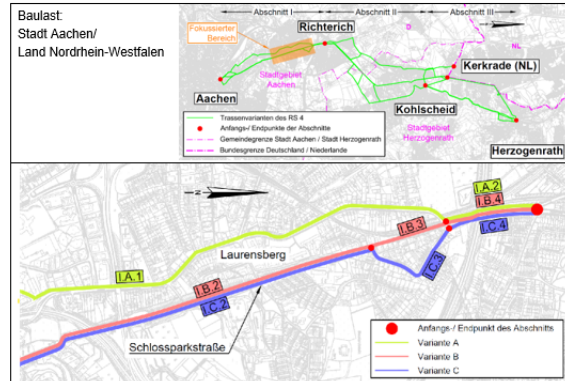 Baulast:
Stadt Aachen/
Land Nordrhein-Westfalen
Abschnitt I
Abschnitt II
Abschnitt III
Richterich
Fokussierter
Bereich
D
NL
Stadtgebiet
Aachen
Kerkrade (NL)
Aachen
Kohlscheid
Stadtgebiet
Herzogenrath
Herzogenrath
Trassenvarianten des RS 4
Anfangs-/ Endpunkte der Abschnitte
Gemeindegrenze Stadt Aachen / Stadt Herzogenrath
Bundesgrenze Deutschland / Niederlande
N
I.A.2
I.B.4
I.C.4
I.B.3
I.C.3
Laurensberg
I.A.1
I.B.2
I.C.2
Schlossparkstraße
Anfangs-/ Endpunkt des Abschnitts
Variante A
Variante B
Variante C